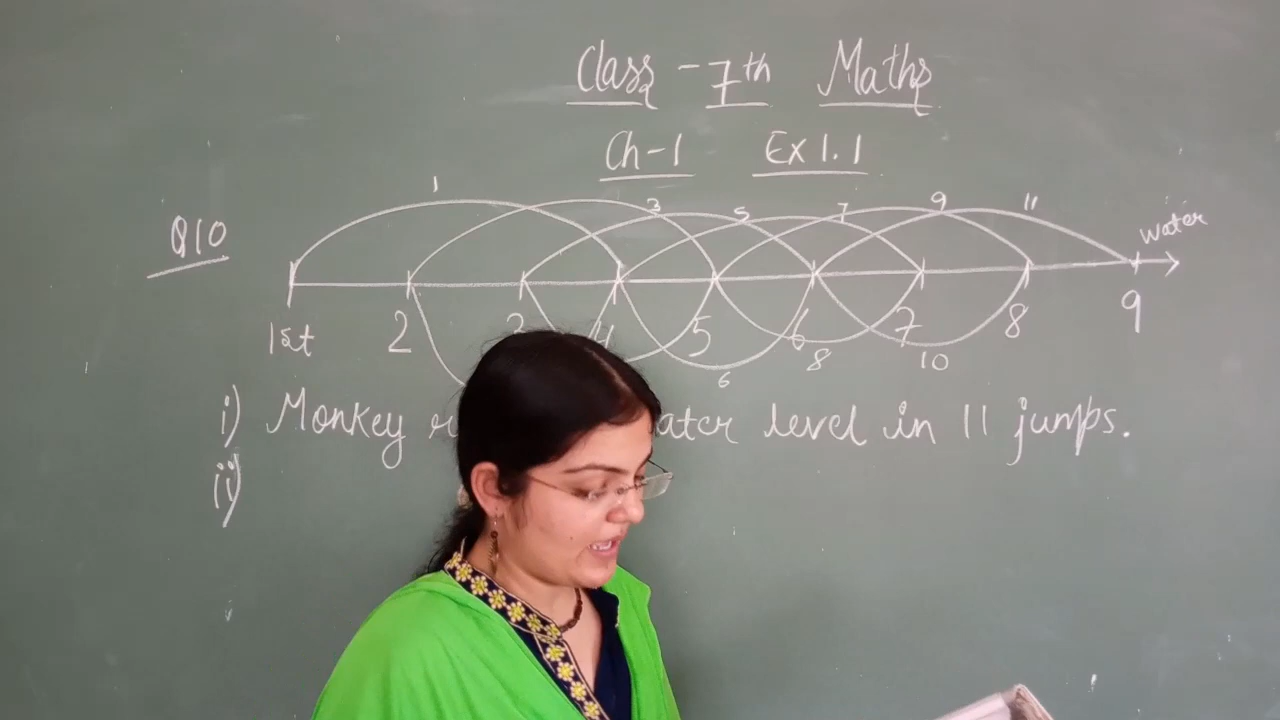 Class - 7th Maths
Ch-1 Ex 1.1
1 3 5 7 9 11
Q10
water
1st 2 3 4 5 6 7 8 9
6 8 10
i) Monkey level in 11 jumps.
ii)